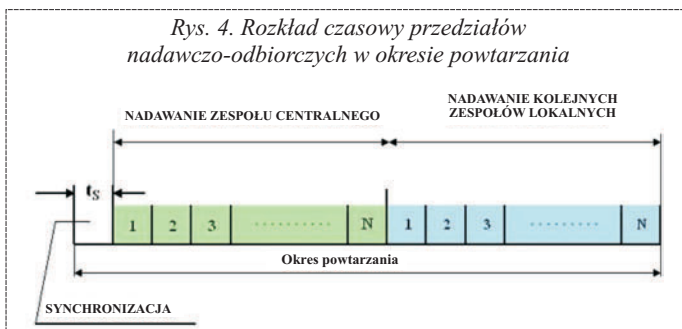 Rys. 4. Rozkład czasowy przedziałów
nadawczo-odbiorczych w okresie powtarzania
NADAWANIE ZESPOŁU CENTRALNEGO
NADAWANIE KOLEJNYCH
ZESPOŁÓW LOKALNYCH
tS
1 2 3 .......... N 1 2 3 ......... N
Okres powtarzania
SYNCHRONIZACJA